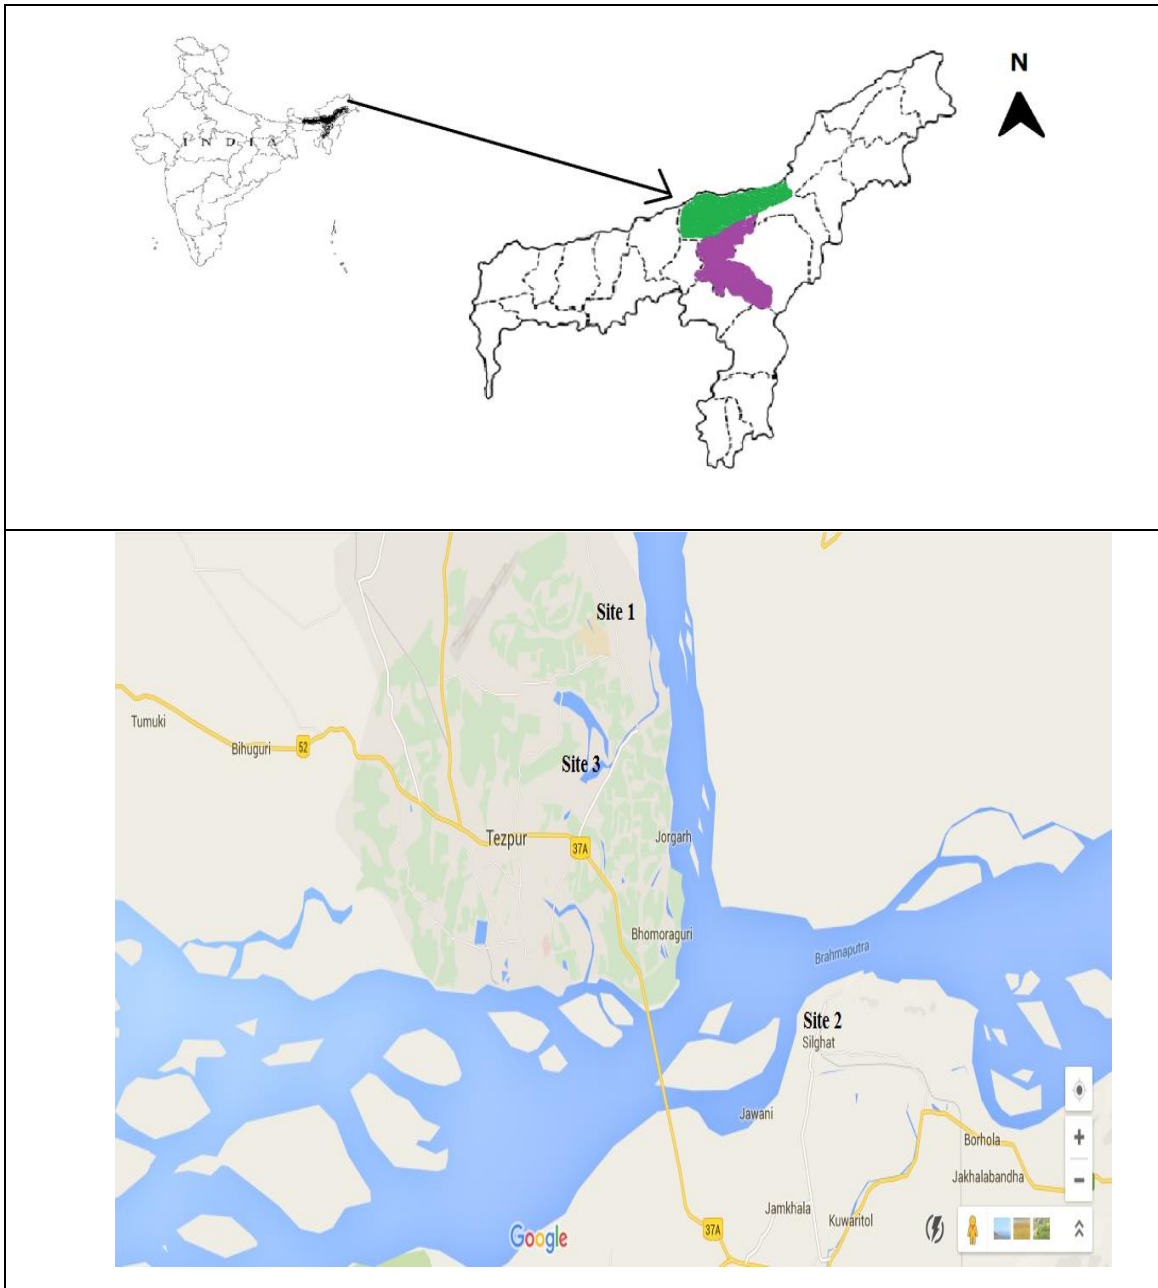 N
INDIA
Site 1
Tumuki
Bihuguri
52
Site 3
Tezpur
37A
Jorgarh
Bhomoraguri
Brahmaputra
Site 2
Silghat
Jawani
Borhola
Jakhalabandha
Jamkhala
Kuwaritol
37A
Google